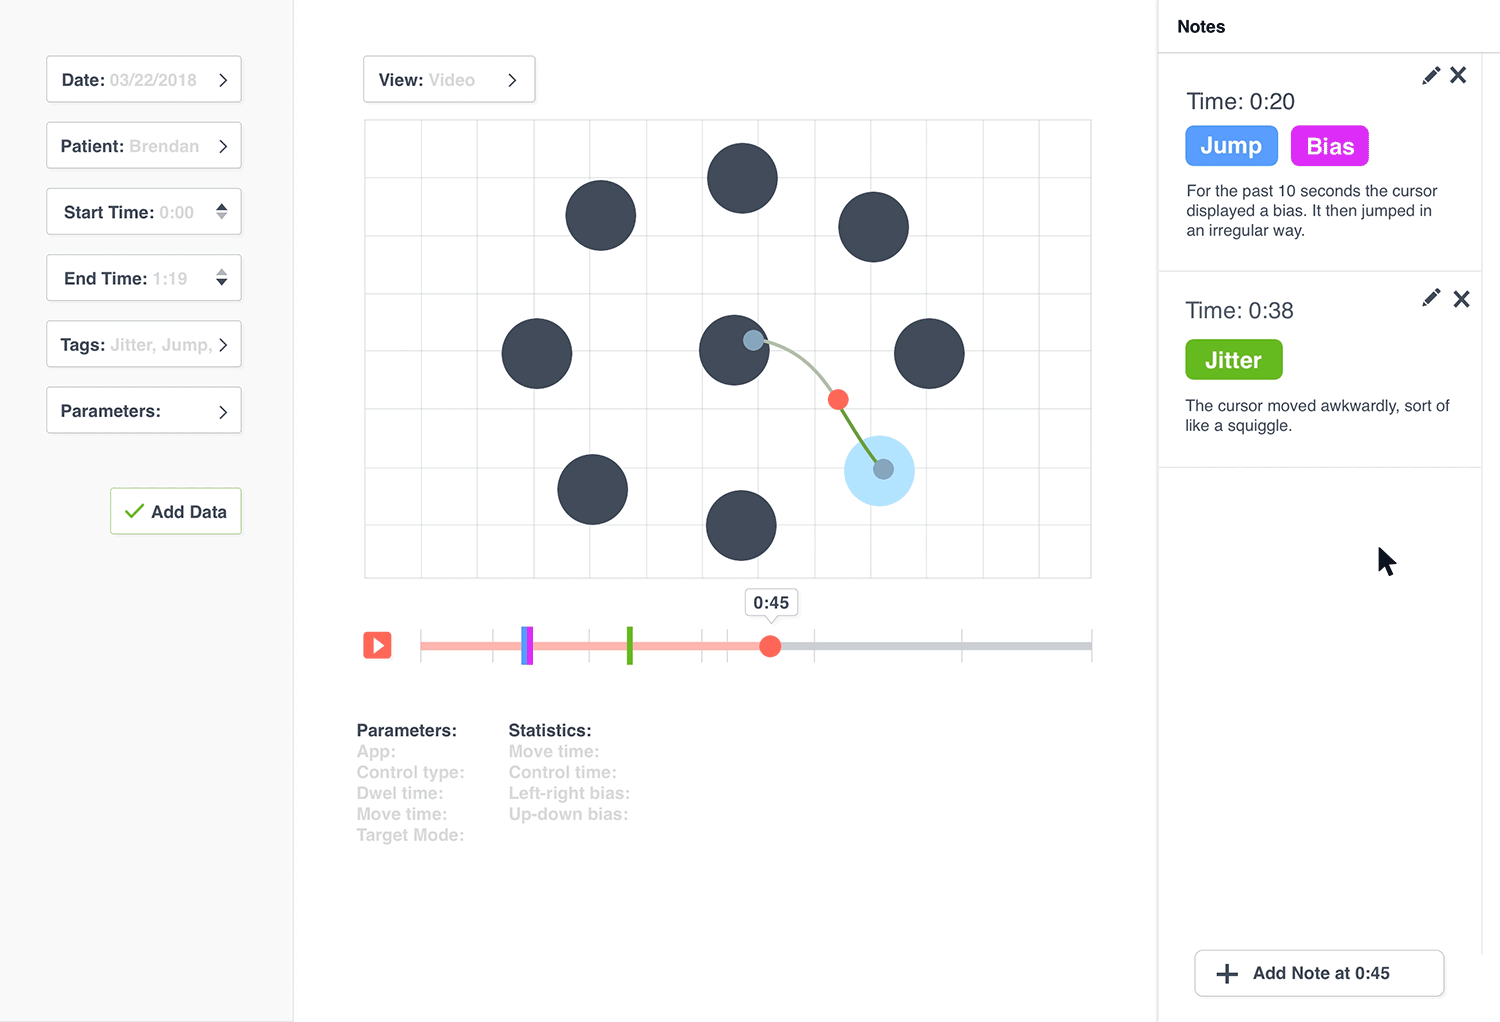 Date: 03/22/2018
Patient: Brendan
Start Time: 0:00
End Time: 1:19
Tags: Jitter, Jump,
Parameters:
Add Data
View: Video
0:45
Parameters:
App:
Control type:
Dwel time:
Move time:
Target Mode:
Statistics:
Move time:
Control time:
Left-right bias:
Up-down bias:
Notes
Time: 0:20
Jump Bias
For the past 10 seconds the cursor
displayed a bias. It then jumped in
an irregular way.
Time: 0:38
Jitter
The cursor moved awkwardly, sort of
like a squiggle.
Add Note at 0:45